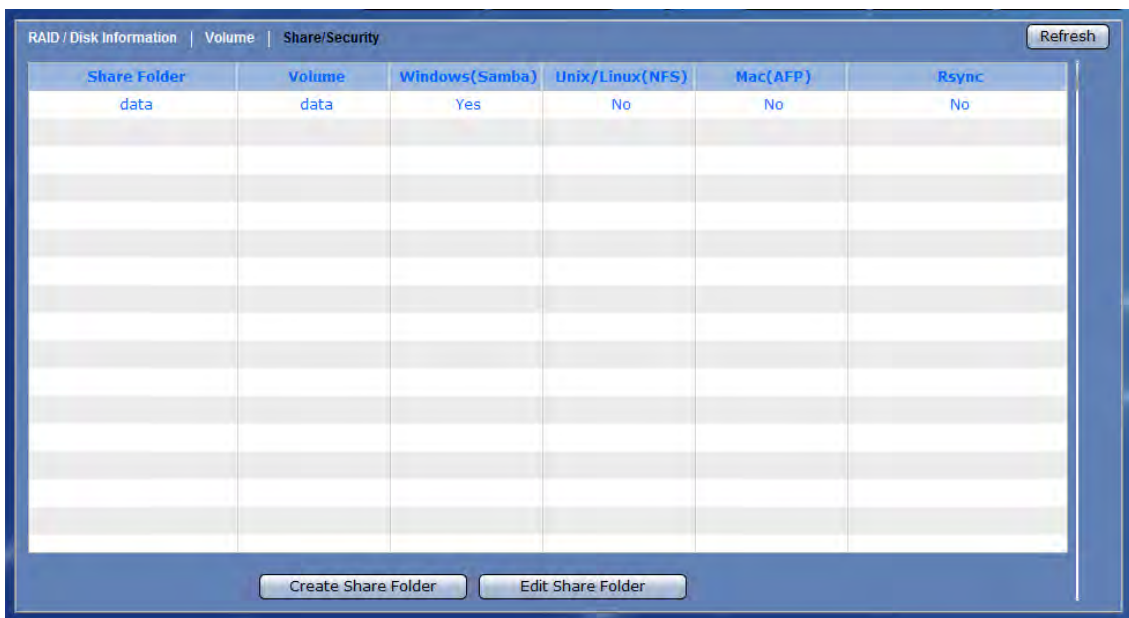 RAID / Disk Information | Volume | Share/Security Refresh
Share Folder Volume Windows(Samba) Unix/Linux(NFS) Mac(AFP) Rsync
data data Yes No No No
Create Share Folder Edit Share Folder